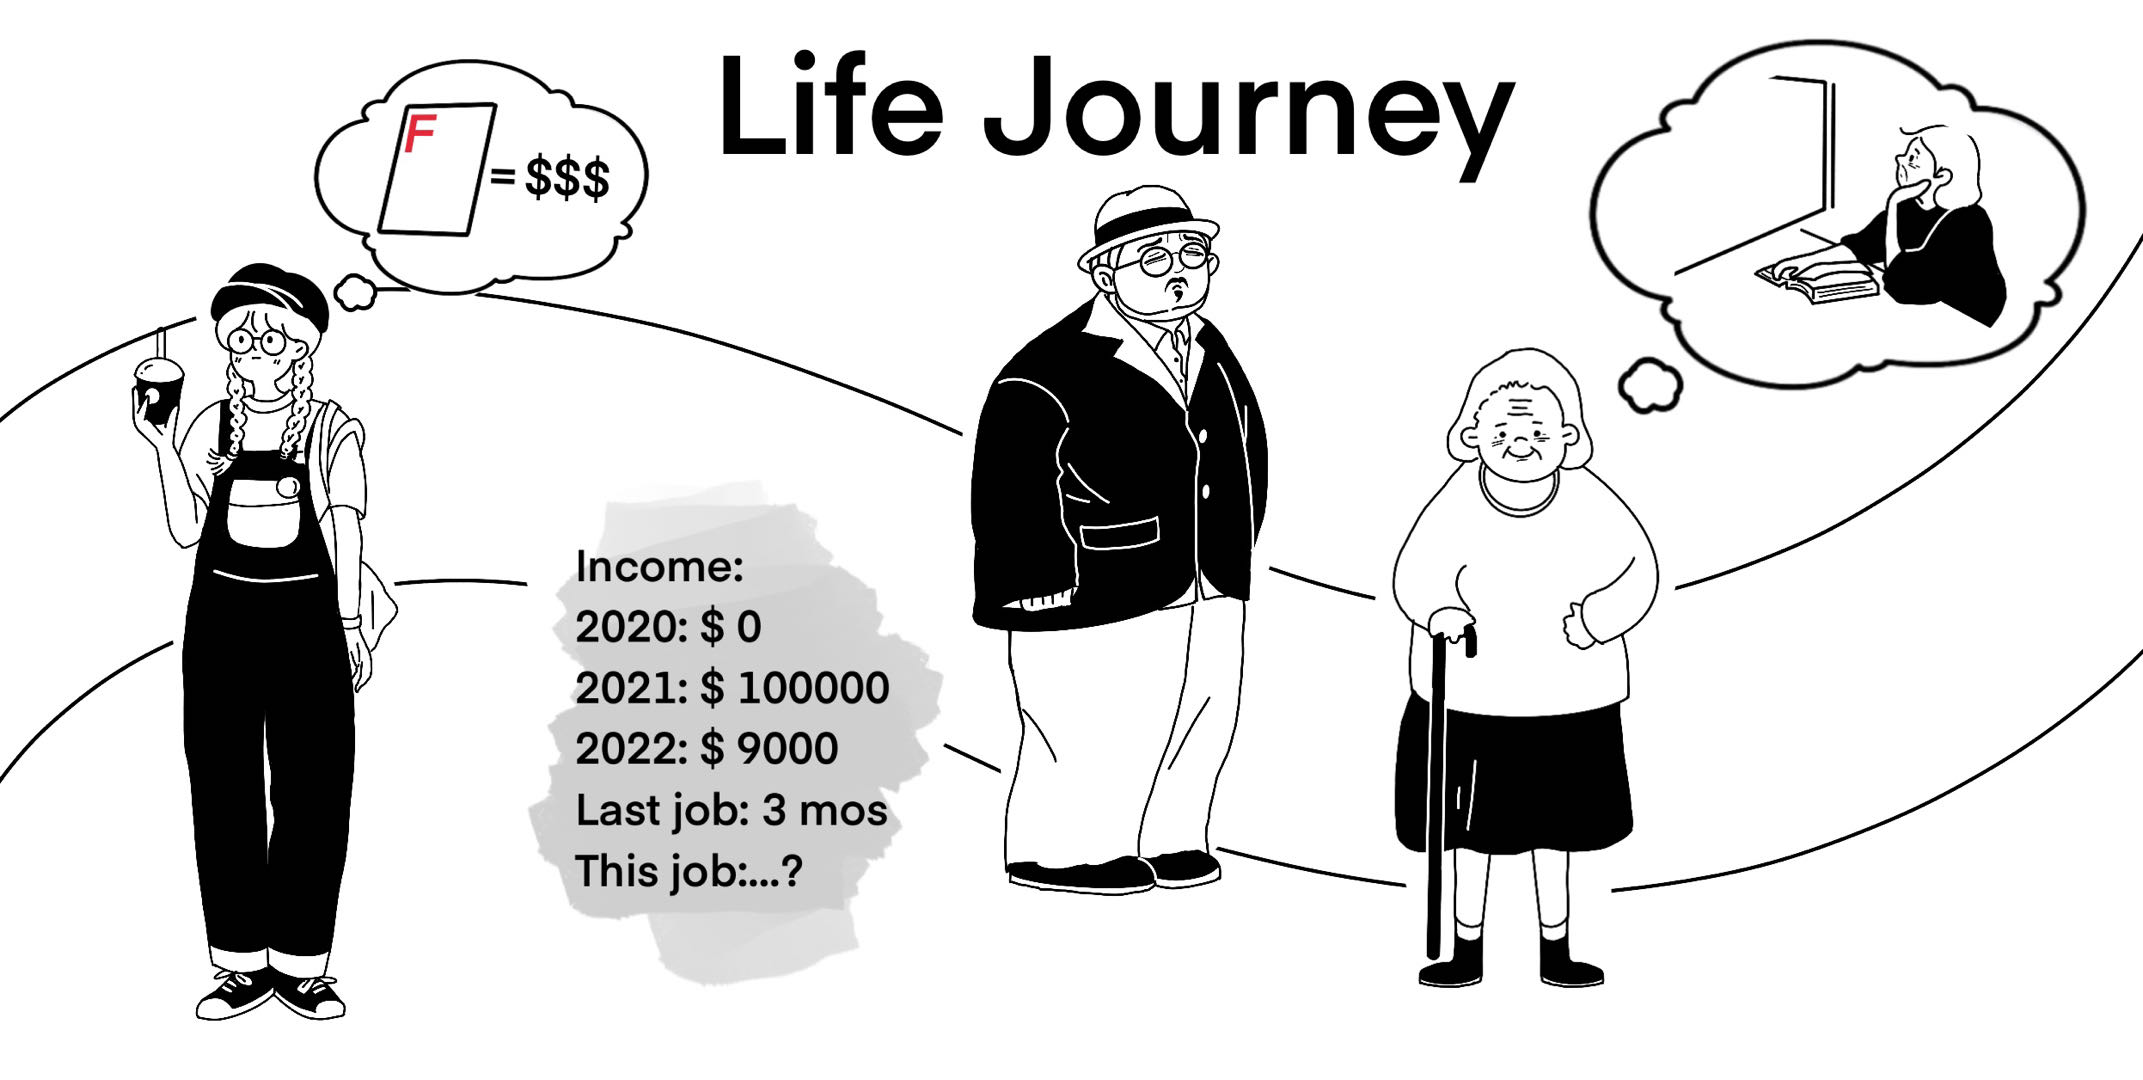 Life Journey
F
= $$$
Income:
2020: $ 0
2021: $ 100000
2022: $ 9000
Last job: 3 mos
This job:...?